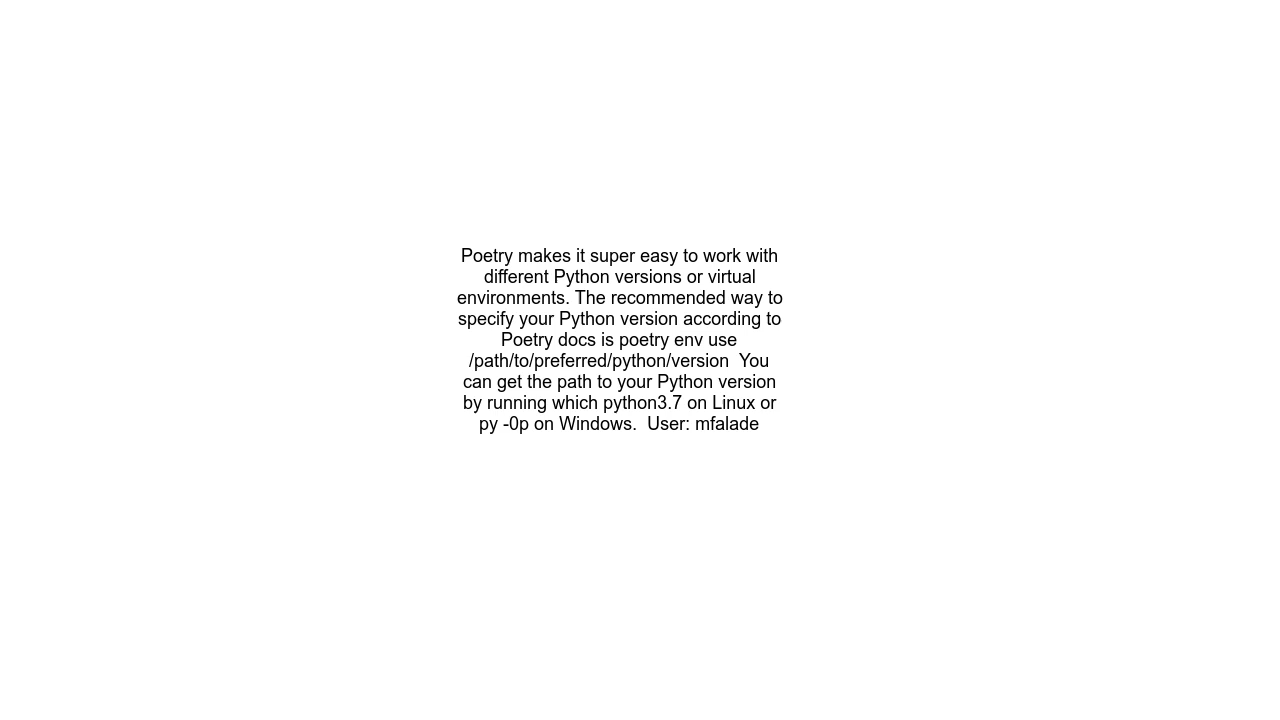 Poetry makes it super easy to work with
different Python versions or virtual
environments. The recommended way to
specify your Python version according to
Poetry docs is poetry env use
/path/to/preferred/python/version  You
can get the path to your Python version
by running which python3.7 on Linux or
py -0p on Windows.  User: mfalade